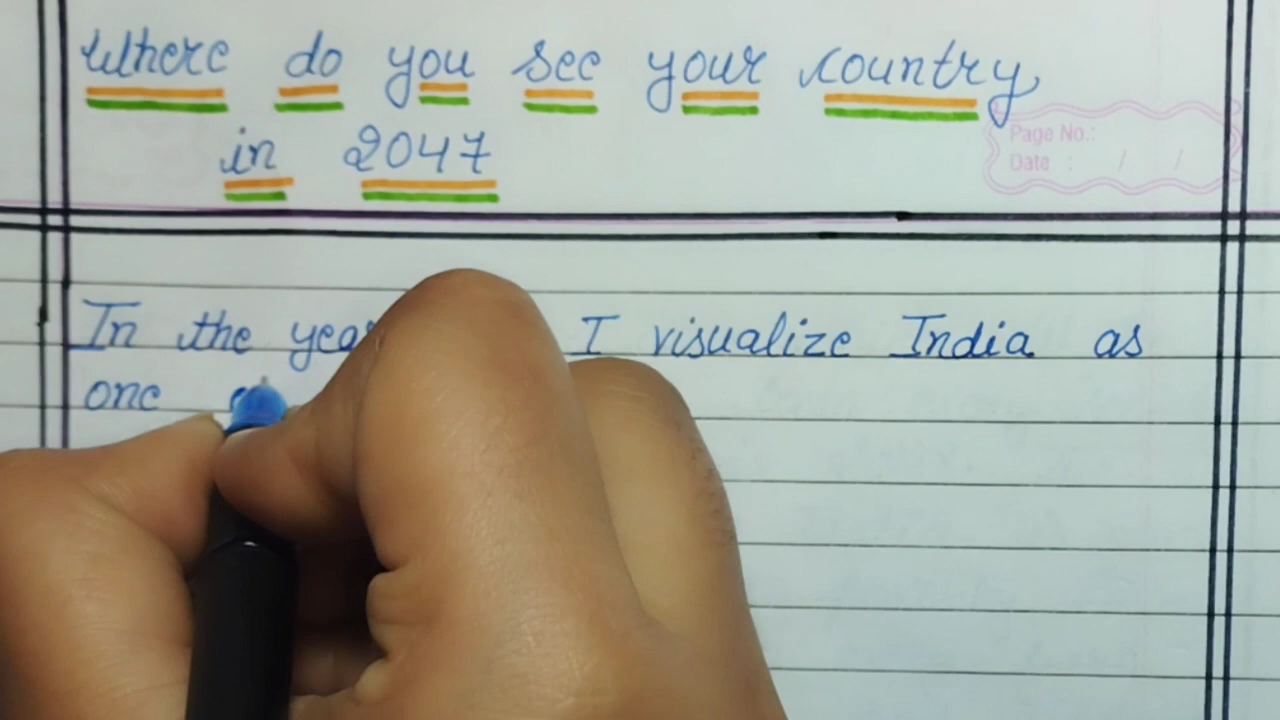 Where do you see your country
in 2047
Page No.:
Date : / /
In the year I visualize India as
one